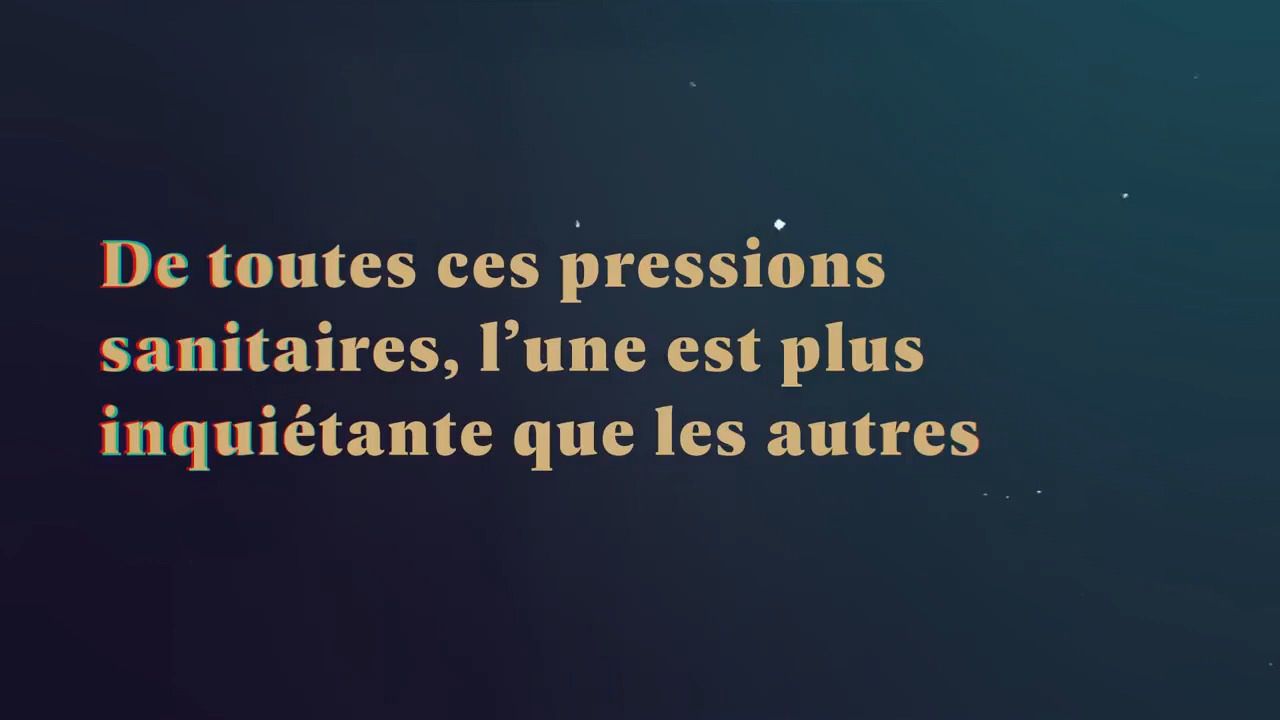 De toutes ces pressions
sanitaires, l’une est plus
inquiétante que les autres